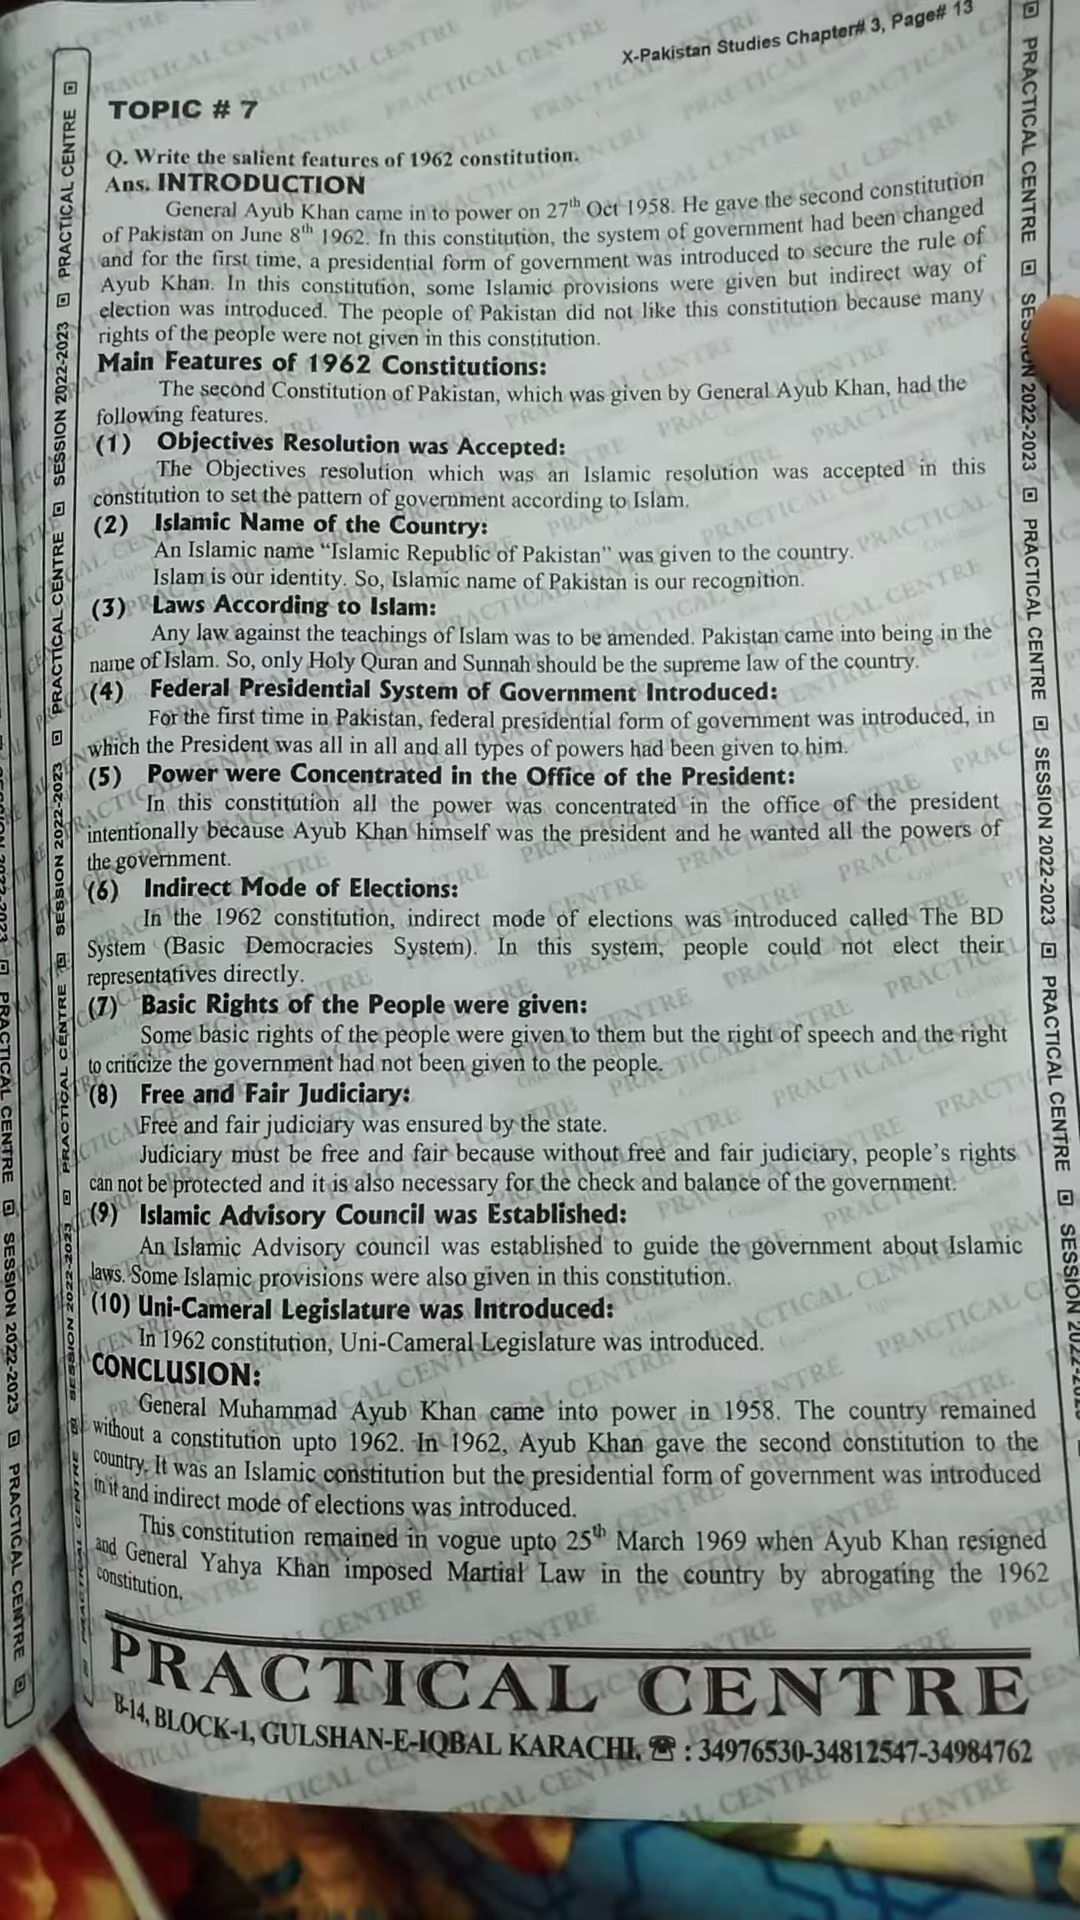 X-Pakistan Studies Chapter# 3, Page# 13
TOPIC # 7
Q. Write the salient features of 1962 constitution.
Ans. INTRODUCTION
General Ayub Khan came in to power on 27th Oct 1958. He gave the second constitution
of Pakistan on June 8th 1962. In this constitution, the system of government had been changed
and for the first time, a presidential form of government was introduced to secure the rule of
Ayub Khan. In this constitution, some Islamic provisions were given but indirect way of
election was introduced. The people of Pakistan did not like this constitution because many
rights of the people were not given in this constitution.
Main Features of 1962 Constitutions:
The second Constitution of Pakistan, which was given by General Ayub Khan, had the
following features.
(1) Objectives Resolution was Accepted:
The Objectives resolution which was an Islamic resolution was accepted in this
constitution to set the pattern of government according to Islam.
(2) Islamic Name of the Country:
An Islamic name “Islamic Republic of Pakistan” was given to the country.
Islam is our identity. So, Islamic name of Pakistan is our recognition.
(3) Laws According to Islam:
Any law against the teachings of Islam was to be amended. Pakistan came into being in the
name of Islam. So, only Holy Quran and Sunnah should be the supreme law of the country.
(4) Federal Presidential System of Government Introduced:
For the first time in Pakistan, federal presidential form of government was introduced, in
which the President was all in all and all types of powers had been given to him.
(5) Power were Concentrated in the Office of the President:
In this constitution all the power was concentrated in the office of the president
intentionally because Ayub Khan himself was the president and he wanted all the powers of
the government.
(6) Indirect Mode of Elections:
In the 1962 constitution, indirect mode of elections was introduced called The BD
System (Basic Democracies System). In this system, people could not elect their
representatives directly.
(7) Basic Rights of the People were given:
Some basic rights of the people were given to them but the right of speech and the right
to criticize the government had not been given to the people.
(8) Free and Fair Judiciary:
Free and fair judiciary was ensured by the state.
Judiciary must be free and fair because without free and fair judiciary, people’s rights
can not be protected and it is also necessary for the check and balance of the government.
(9) Islamic Advisory Council was Established:
An Islamic Advisory council was established to guide the government about Islamic
laws. Some Islamic provisions were also given in this constitution.
(10) Uni-Cameral Legislature was Introduced:
In 1962 constitution, Uni-Cameral Legislature was introduced.
CONCLUSION:
General Muhammad Ayub Khan came into power in 1958. The country remained
without a constitution upto 1962. In 1962, Ayub Khan gave the second constitution to the
country. It was an Islamic constitution but the presidential form of government was introduced
in it and indirect mode of elections was introduced.
This constitution remained in vogue upto 25th March 1969 when Ayub Khan resigned
and General Yahya Khan imposed Martial Law in the country by abrogating the 1962
constitution.
PRACTICAL CENTRE
B-14, BLOCK-1, GULSHAN-E-IQBAL KARACHI. ☎ : 34976530-34812547-34984762
PRACTICAL CENTRE SESSION 2022-2023 PRACTICAL CENTRE SESSION 2022-2023 PRACTICAL CENTRE SESSION 2022-2023 PRACTICAL CENTRE SESSION 2022-2023 PRACTICAL CENTRE
PRACTICAL CENTRE SESSION 2022-2023 PRACTICAL CENTRE SESSION 2022-2023 PRACTICAL CENTRE SESSION 2022-2023
PRACTICAL CENTRE SESSION 2022-2023 PRACTICAL CENTRE